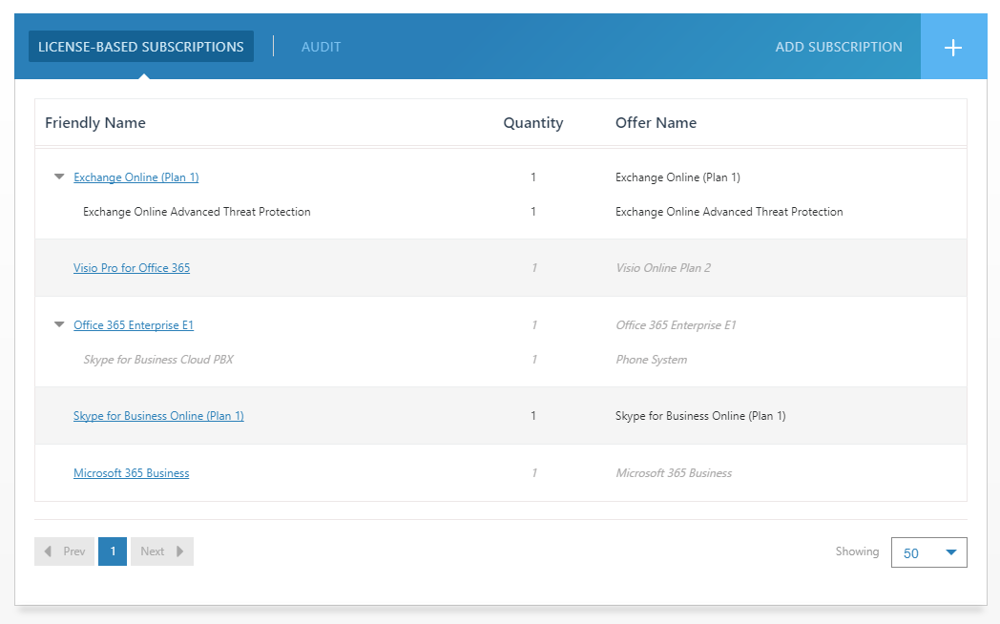 LICENSE-BASED SUBSCRIPTIONS AUDIT ADD SUBSCRIPTION +
Friendly Name Quantity Offer Name
Exchange Online (Plan 1) 1 Exchange Online (Plan 1)
Exchange Online Advanced Threat Protection 1 Exchange Online Advanced Threat Protection
Visio Pro for Office 365 1 Visio Online Plan 2
Office 365 Enterprise E1 1 Office 365 Enterprise E1
Skype for Business Cloud PBX 1 Phone System
Skype for Business Online (Plan 1) 1 Skype for Business Online (Plan 1)
Microsoft 365 Business 1 Microsoft 365 Business
Prev 1 Next Showing 50